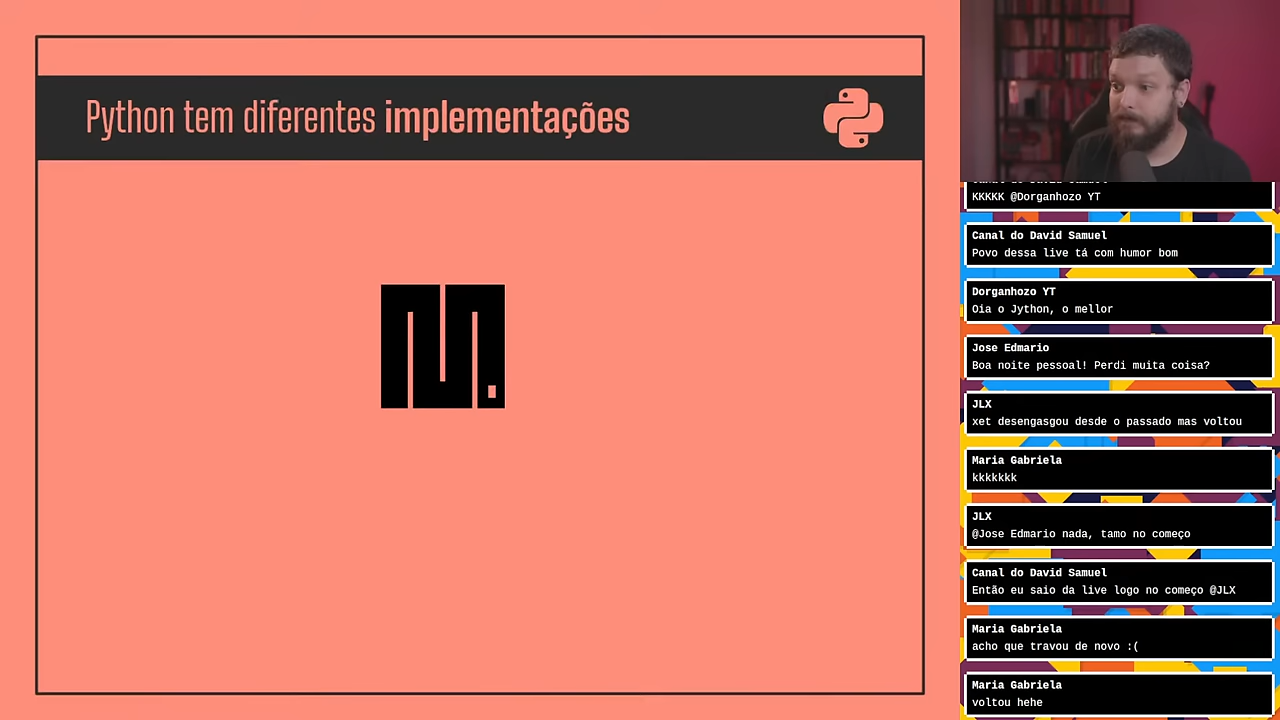 Python tem diferentes implementações
KKKKK @Dorganhozo YT
Canal do David Samuel
Povo dessa live tá com humor bom
Dorganhozo YT
Oia o Jython, o mellor
Jose Edmario
Boa noite pessoal! Perdi muita coisa?
JLX
xet desengasgou desde o passado mas voltou
Maria Gabriela
kkkkkkk
JLX
@Jose Edmario nada, tamo no começo
Canal do David Samuel
Então eu saio da live logo no começo @JLX
Maria Gabriela
acho que travou de novo :(
Maria Gabriela
voltou hehe